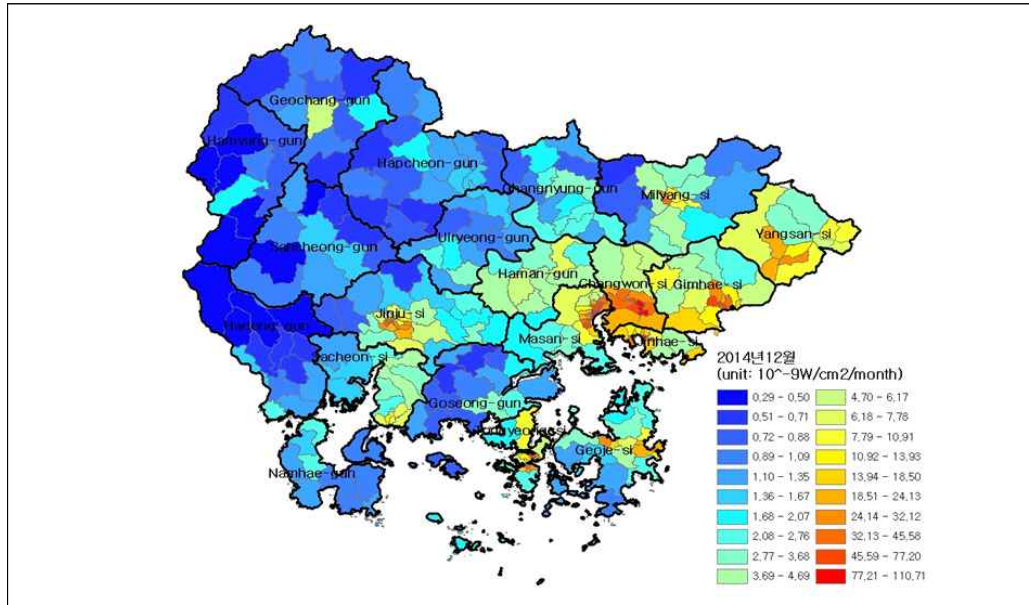 Geochang-gun
Hapcheon-gun
Changnyung-gun
Milyang-si
Yangsan-si
Sancheong-gun
Uiryeong-gun
Haman-gun
Changwon-si
Gimhae-si
Hadong-gun
Jinju-si
Masan-si
Jinhae-si
Sacheon-si
Goseong-gun
Geoje-si
Namhae-gun
2014년12월
(unit: 10^-9W/cm2/month)
0.29 - 0.50
0.51 - 0.71
0.72 - 0.88
0.89 - 1.09
1.10 - 1.35
1.36 - 1.67
1.68 - 2.07
2.08 - 2.76
2.77 - 3.68
3.69 - 4.69
4.70 - 6.17
6.18 - 7.78
7.79 - 10.91
10.92 - 13.93
13.94 - 18.50
18.51 - 24.13
24.14 - 32.12
32.13 - 45.58
45.59 - 77.20
77.21 - 110.71